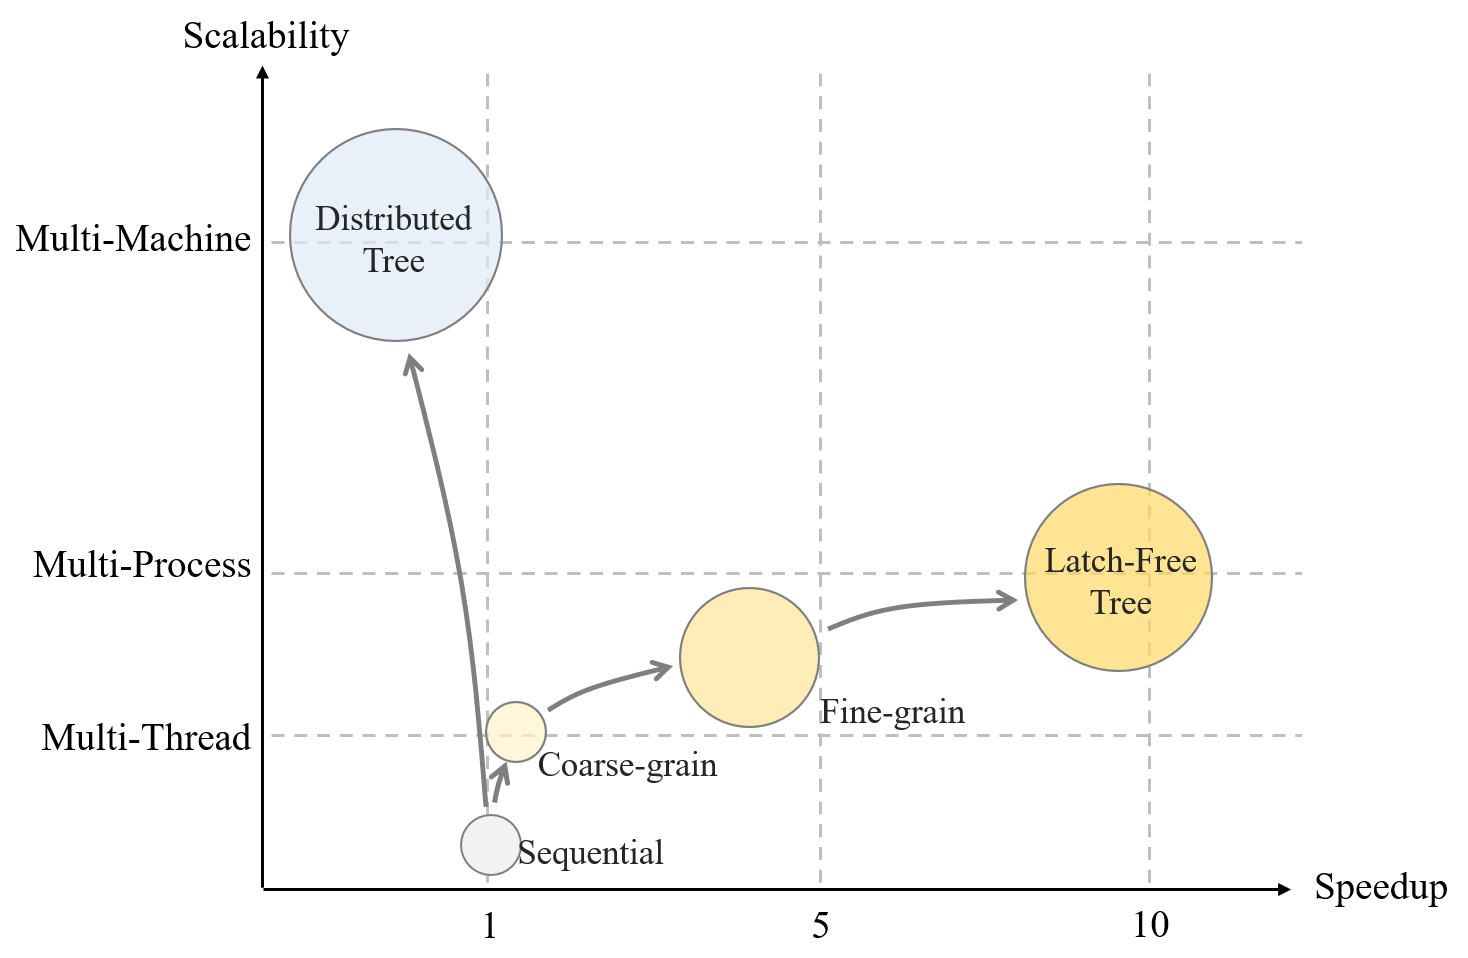 Scalability
Distributed
Tree
Multi-Machine
Multi-Process
Latch-Free
Tree
Fine-grain
Multi-Thread
Coarse-grain
Sequential
Speedup
1
5
10